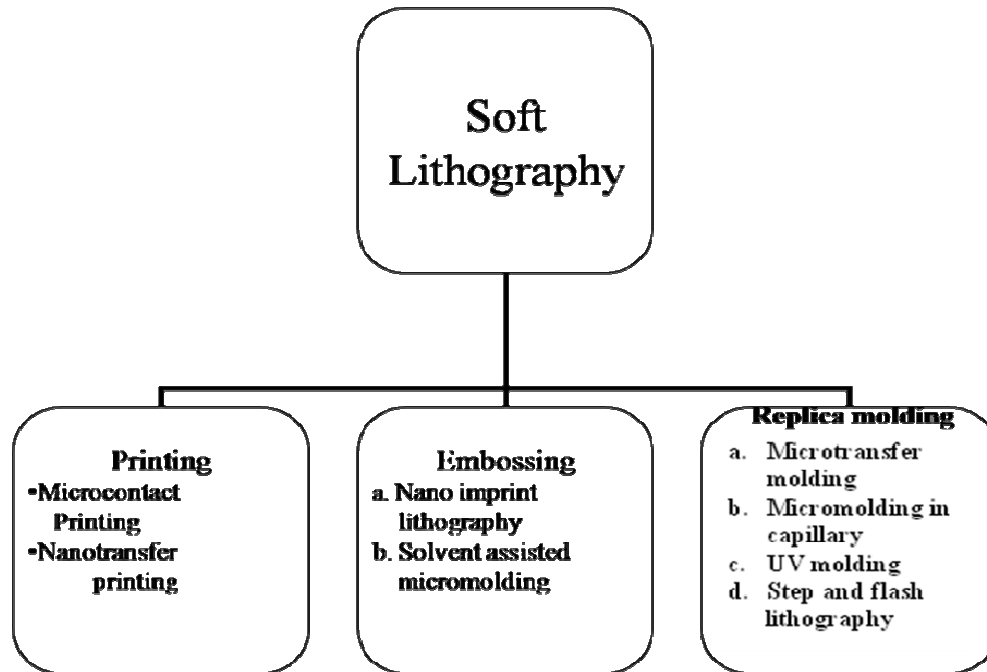 Soft
Lithography
Printing
•Microcontact
Printing
•Nanotransfer
printing
Embossing
a. Nano imprint
lithography
b. Solvent assisted
micromolding
Replica molding
a. Microtransfer
molding
b. Micromolding in
capillary
c. UV molding
d. Step and flash
lithography